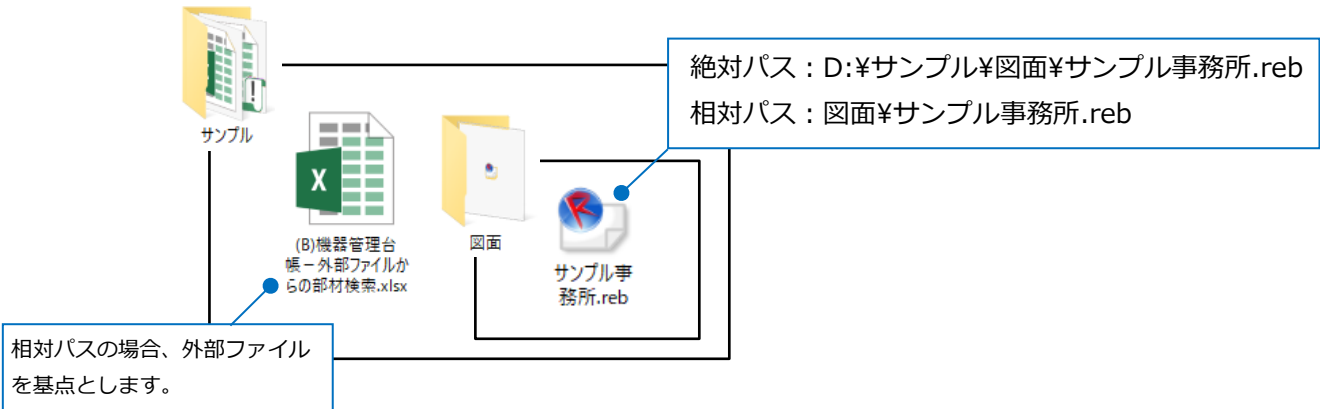 絶対パス：D:¥サンプル¥図面¥サンプル事務所.reb
相対パス：図面¥サンプル事務所.reb
サンプル
(B)機器管理台
帳－外部ファイルか
らの部材検索.xlsx
図面
サンプル事
務所.reb
相対パスの場合、外部ファイル
を基点とします。